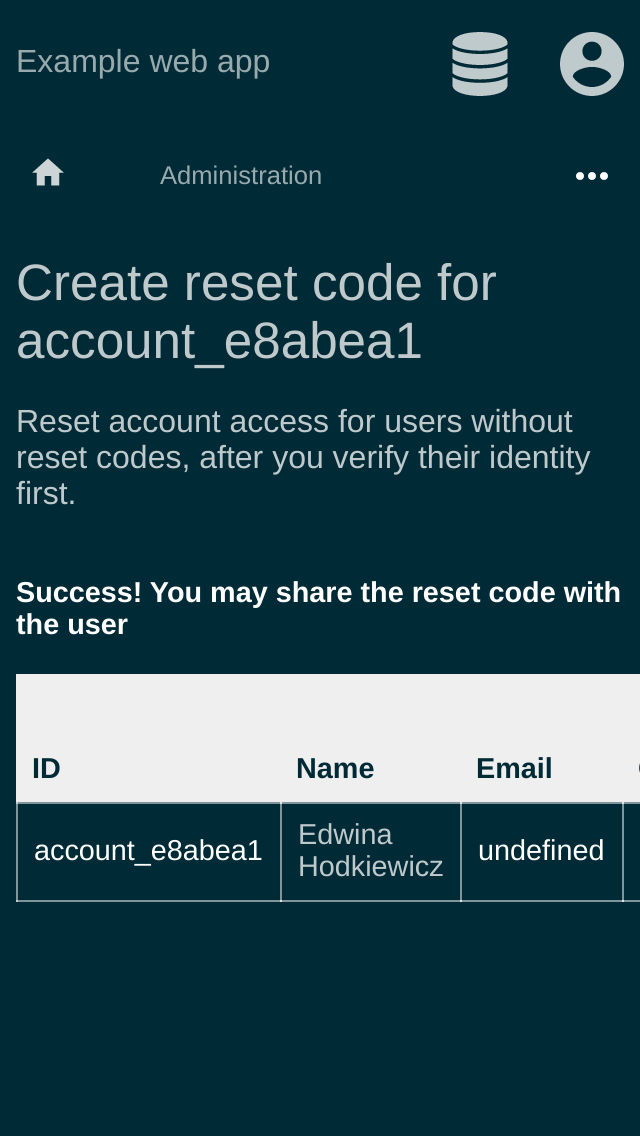 Example web app
Administration
Create reset code for
account_e8abea1
Reset account access for users without
reset codes, after you verify their identity
first.
Success! You may share the reset code with
the user
ID Name Email
account_e8abea1 Edwina Hodkiewicz undefined